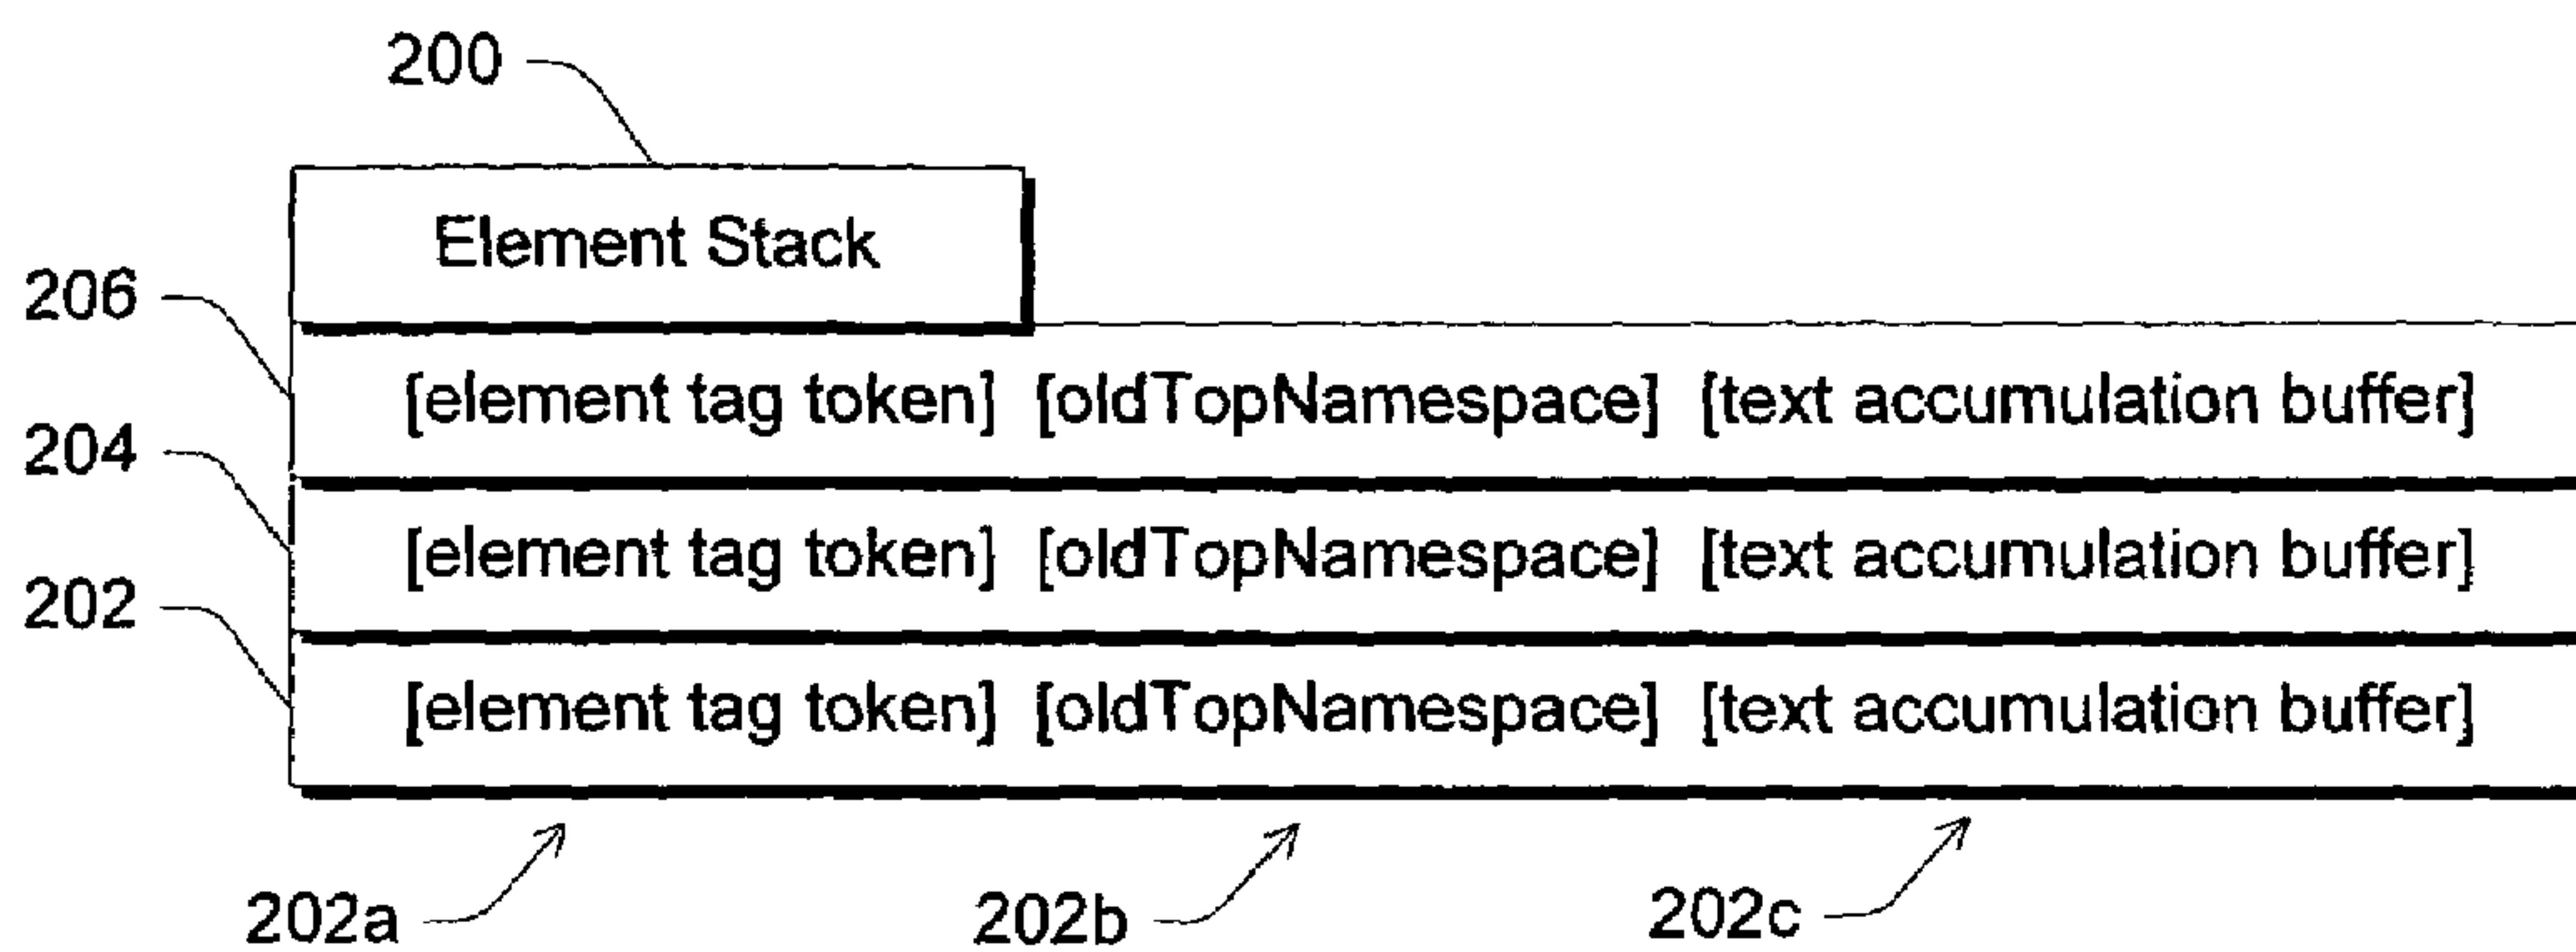 200
Element Stack
206
[element tag token] [oldTopNamespace] [text accumulation buffer]
204
[element tag token] [oldTopNamespace] [text accumulation buffer]
202
[element tag token] [oldTopNamespace] [text accumulation buffer]
202a 202b 202c